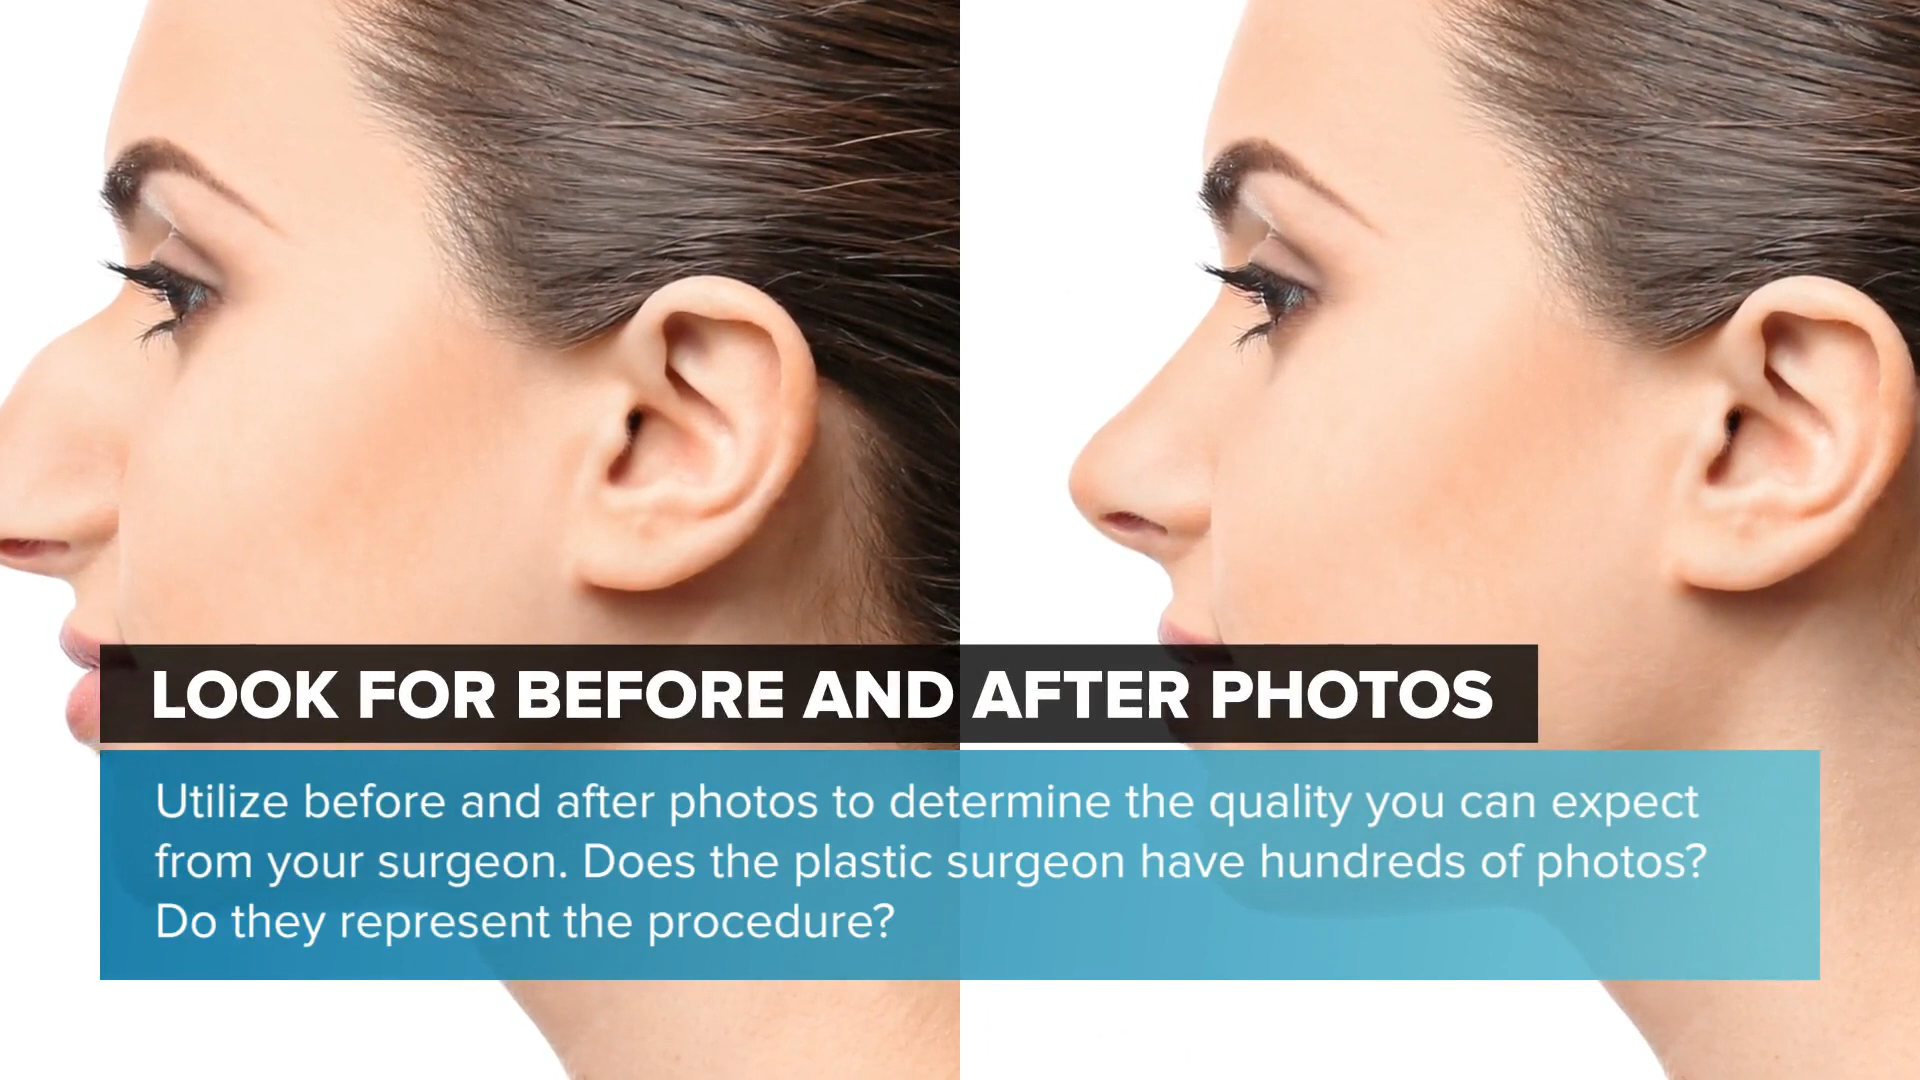 LOOK FOR BEFORE AND AFTER PHOTOS
Utilize before and after photos to determine the quality you can expect
from your surgeon. Does the plastic surgeon have hundreds of photos?
Do they represent the procedure?